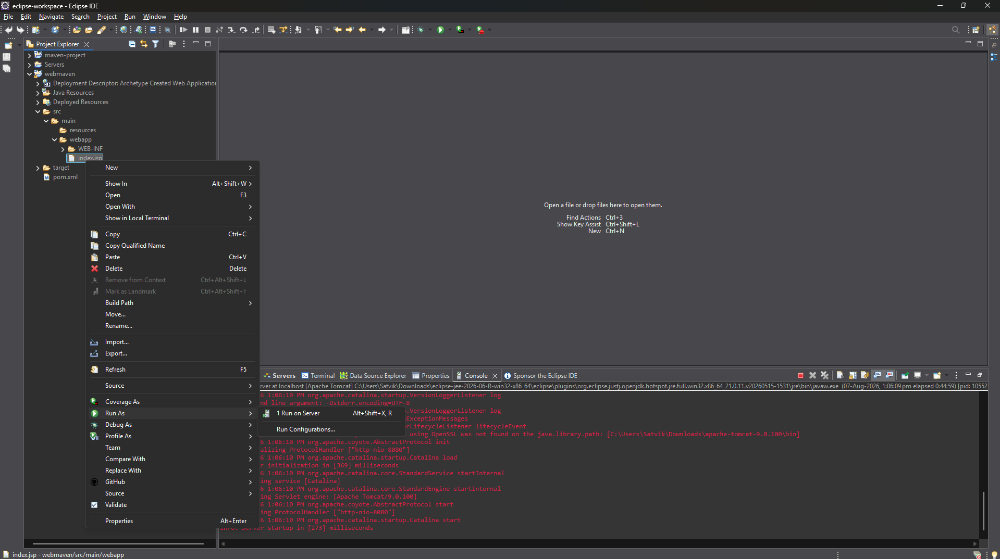 eclipse-workspace - Eclipse IDE
File Edit Navigate Search Project Run Window Help
Project Explorer
maven-project
Servers
webmaven
Deployment Descriptor: Archetype Created Web Application
Java Resources
Deployed Resources
src
main
resources
webapp
WEB-INF
index.jsp
target
pom.xml
New
Show In Alt+Shift+W
Open F3
Open With
Show in Local Terminal
Copy Ctrl+C
Copy Qualified Name
Paste Ctrl+V
Delete Delete
Remove from Context Ctrl+Alt+Shift+↓
Mark as Landmark Ctrl+Alt+Shift+↑
Build Path
Move...
Rename...
Import...
Export...
Refresh F5
Source
Coverage As
Run As
Debug As
Profile As
Team
Compare With
Replace With
GitHub
Source
Validate
Properties Alt+Enter
1 Run on Server Alt+Shift+X, R
Run Configurations...
Open a file or drop files here to open them.
Find Actions Ctrl+3
Show Key Assist Ctrl+Shift+L
New Ctrl+N
Servers Terminal Data Source Explorer Properties Console Sponsor the Eclipse IDE
rver at localhost [Apache Tomcat] C:\Users\Satvik\Downloads\eclipse-jee-2026-06-R-win32-x86_64\eclipse\plugins\org.eclipse.justj.openjdk.hotspot.jre.full.win32.x86_64_21.0.11.v20260515-1531\jre\bin\javaw.exe (07-Aug-2026, 1:06:09 pm elapsed 0:44:59) [pid: 10552
6 1:06:10 PM org.apache.catalina.startup.VersionLoggerListener log
nd line argument: -Dstderr.encoding=UTF-8
.VersionLoggerListener log
ExceptionMessages
rLifecycleListener lifecycleEvent
using OpenSSL was not found on the java.library.path: [C:\Users\Satvik\Downloads\apache-tomcat-9.0.100\bin]
6 1:06:10 PM org.apache.coyote.AbstractProtocol init
alizing ProtocolHandler ["http-nio-8080"]
6 1:06:10 PM org.apache.catalina.startup.Catalina load
r initialization in [369] milliseconds
6 1:06:10 PM org.apache.catalina.core.StandardService startInternal
ing service [Catalina]
6 1:06:10 PM org.apache.catalina.core.StandardEngine startInternal
ing Servlet engine: [Apache Tomcat/9.0.100]
6 1:06:10 PM org.apache.coyote.AbstractProtocol start
ing ProtocolHandler ["http-nio-8080"]
6 1:06:10 PM org.apache.catalina.startup.Catalina start
INFO: Server startup in [273] milliseconds
index.jsp - webmaven/src/main/webapp